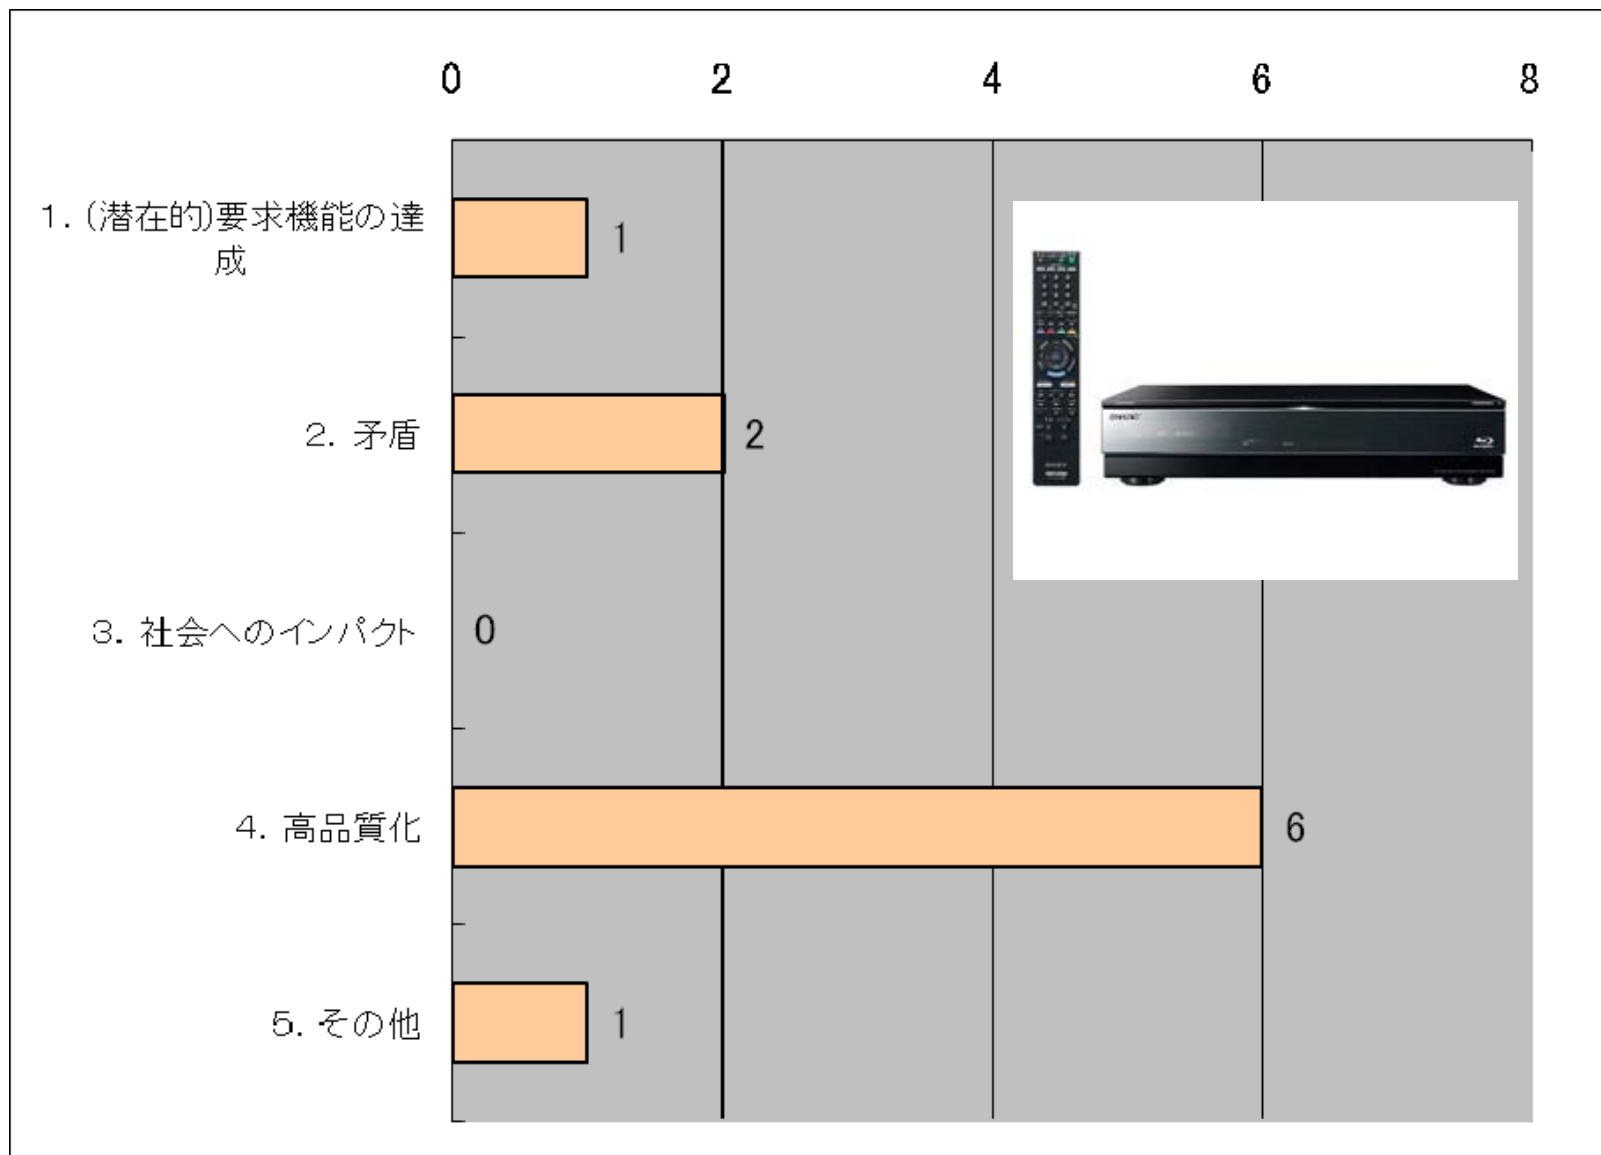 0 2 4 6 8
1. (潜在的)要求機能の達
成
1
2. 矛盾
2
SONY
3. 社会へのインパクト
0
4. 高品質化
6
5. その他
1